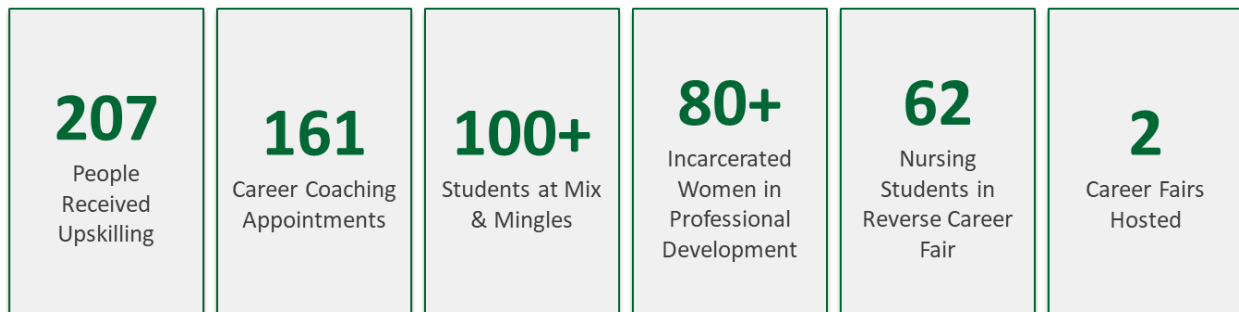 207
People
Received
Upskilling
161
Career Coaching
Appointments
100+
Students at Mix
& Mingles
80+
Incarcerated
Women in
Professional
Development
62
Nursing
Students in
Reverse Career
Fair
2
Career Fairs
Hosted